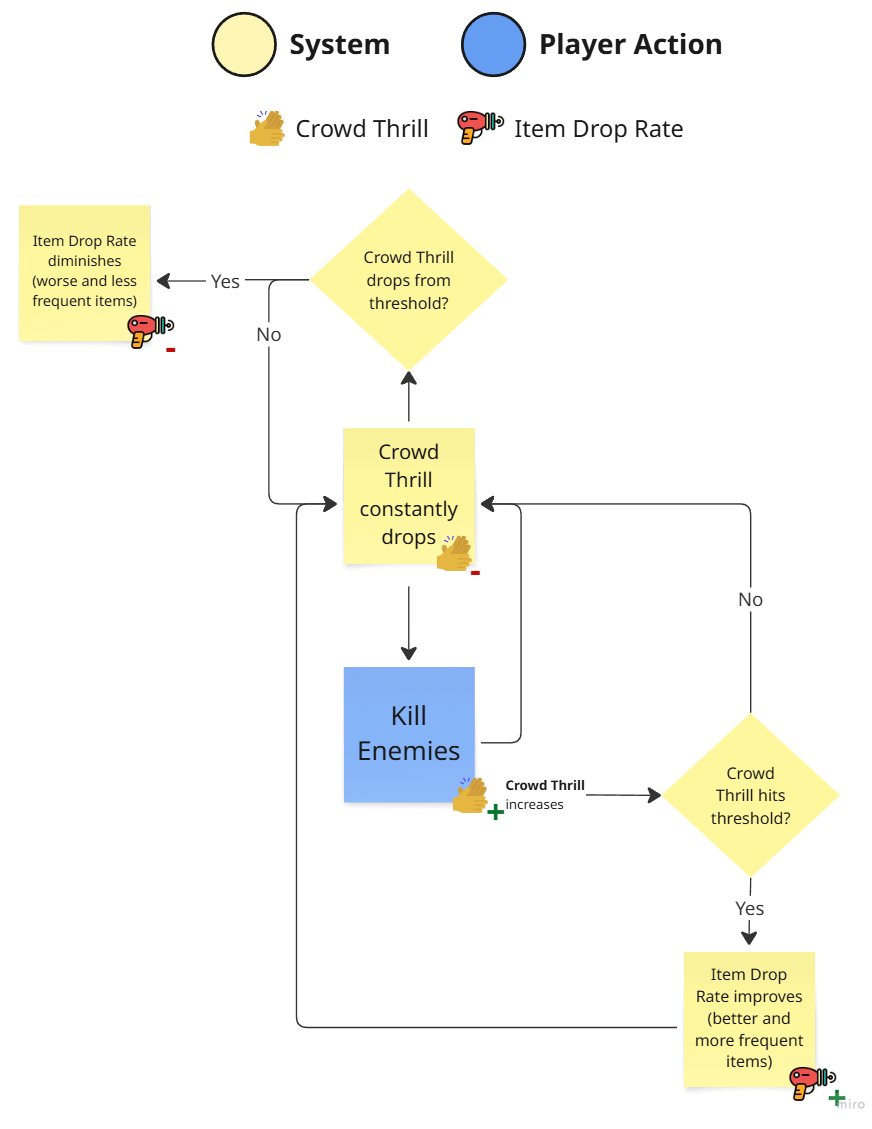 System
Player Action
Crowd Thrill
Item Drop Rate
Item Drop Rate
diminishes
(worse and less
frequent items)
-
Yes
No
Crowd Thrill
drops from
threshold?
Crowd
Thrill
constantly
drops
-
No
Kill
Enemies
+
Crowd Thrill
increases
Crowd
Thrill hits
threshold?
Yes
Item Drop
Rate improves
(better and
more frequent
items)
+
miro